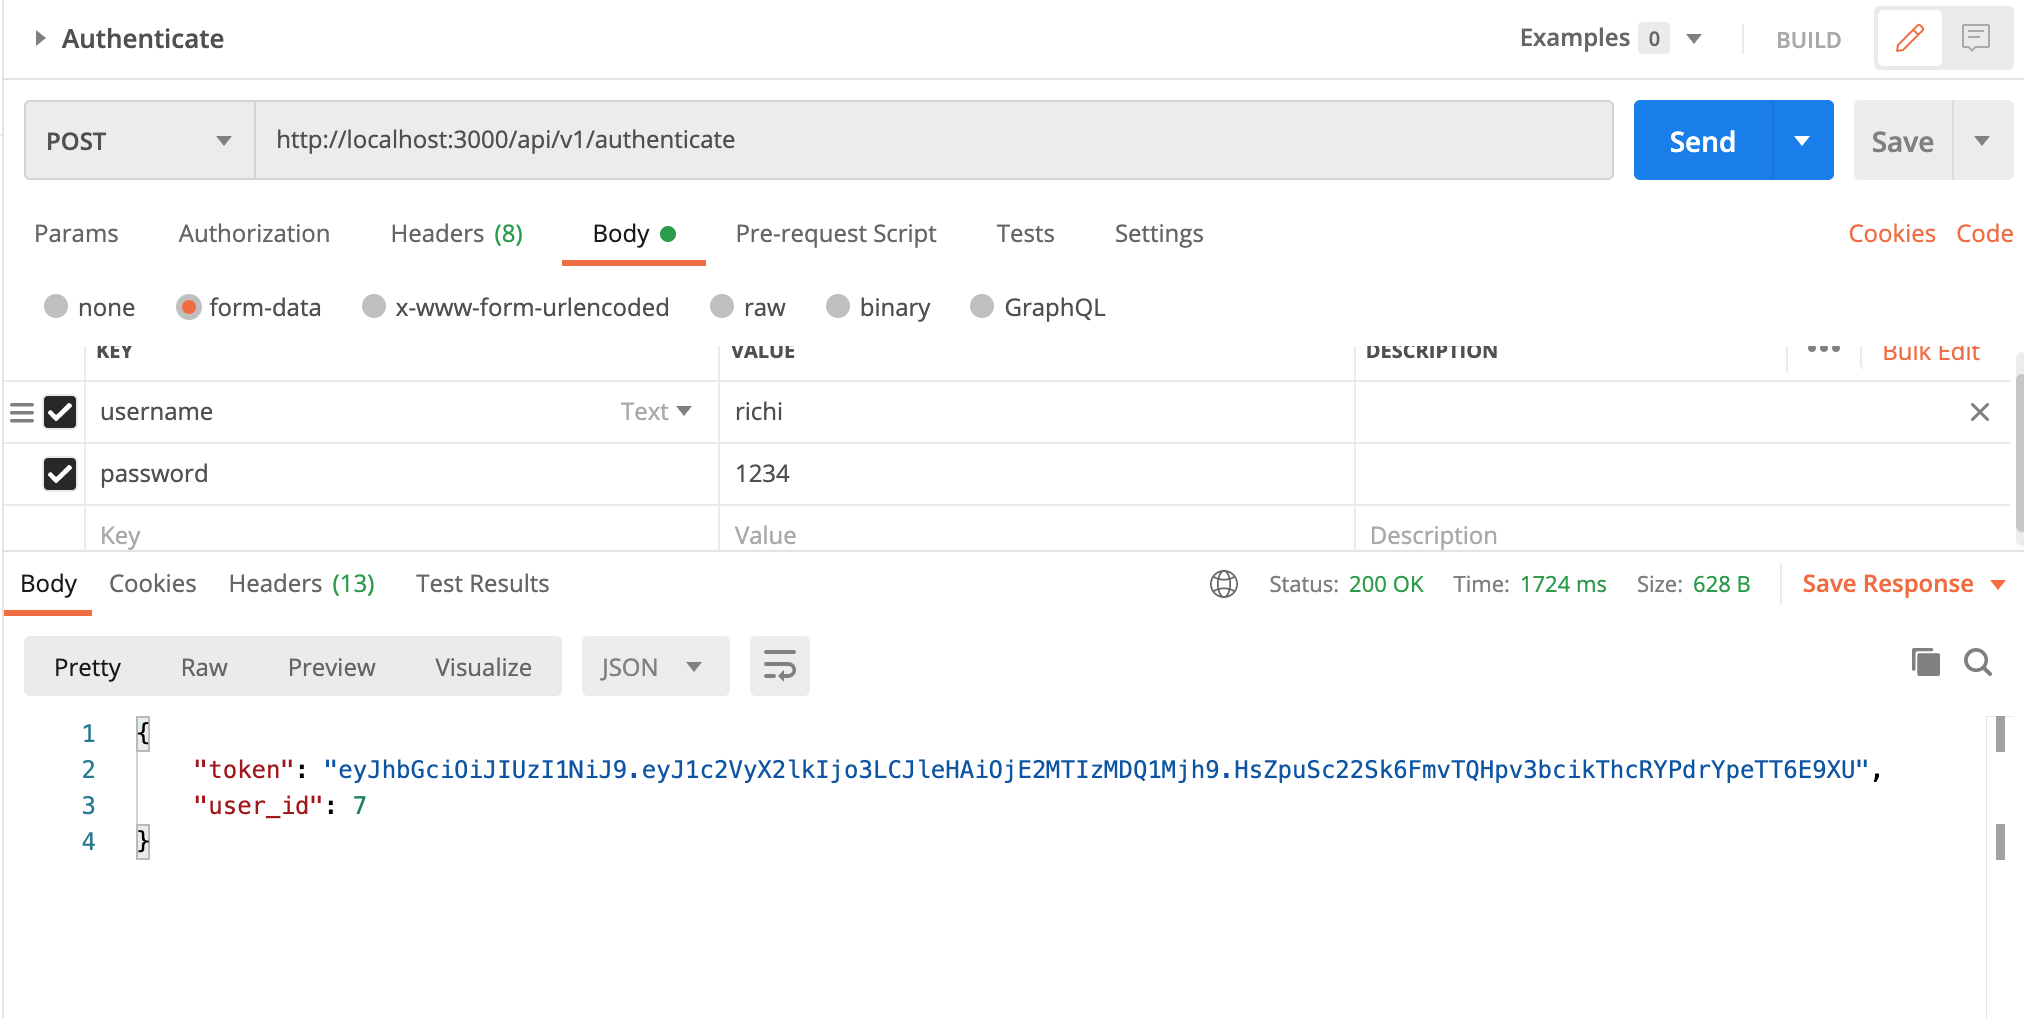 Authenticate Examples 0 BUILD
POST http://localhost:3000/api/v1/authenticate Send Save
Params Authorization Headers (8) Body Pre-request Script Tests Settings Cookies Code
none form-data x-www-form-urlencoded raw binary GraphQL
KEY VALUE DESCRIPTION Bulk Edit
username Text richi
password 1234
Key Value Description
Body Cookies Headers (13) Test Results Status: 200 OK Time: 1724 ms Size: 628 B Save Response
Pretty Raw Preview Visualize JSON
1 {
2 "token": "eyJhbGciOiJIUzI1NiJ9.eyJ1c2VyX2lkIjo3LCJleHAiOjE2MTIzMDQ1Mjh9.HsZpuSc22Sk6FmvTQHpv3bcikThcRYPdrYpeTT6E9XU",
3 "user_id": 7
4 }